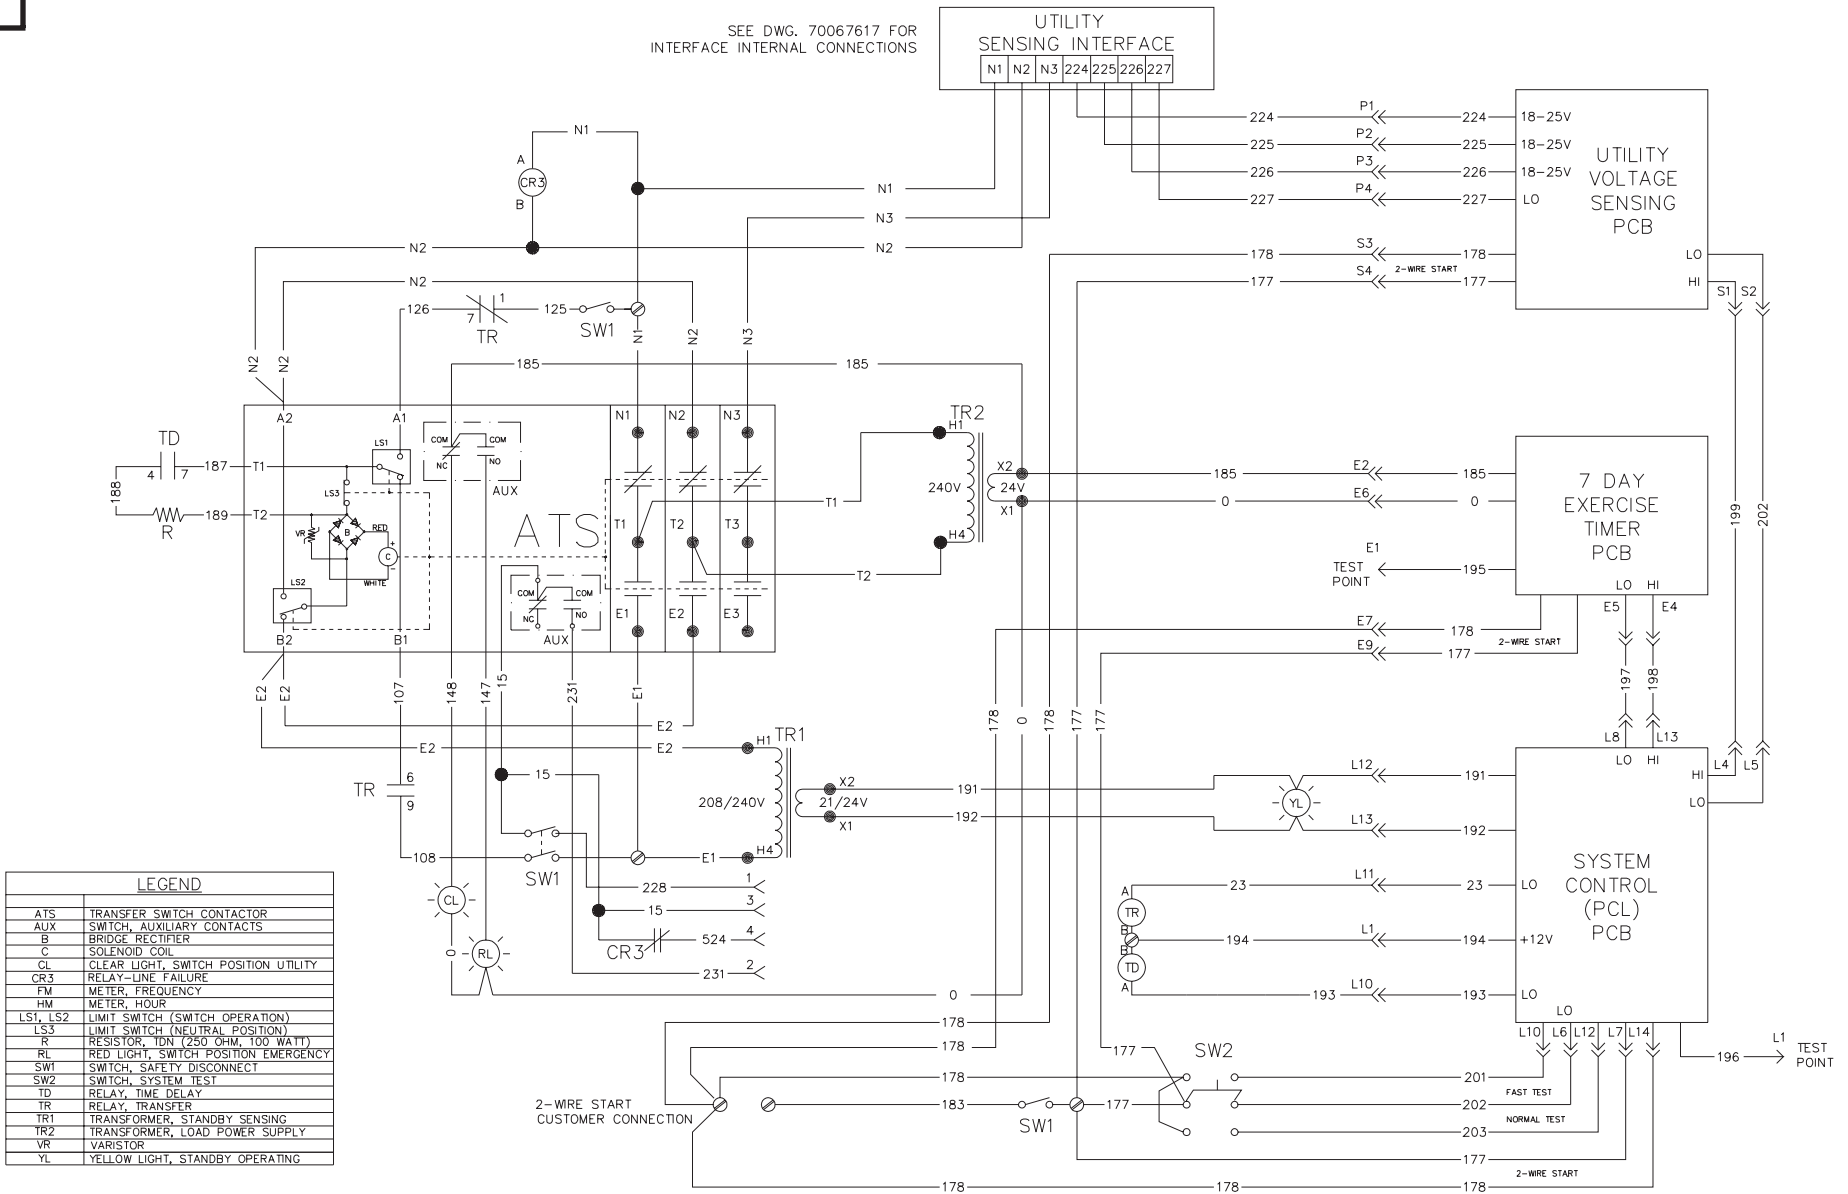 SEE DWG. 70067617 FOR
INTERFACE INTERNAL CONNECTIONS
UTILITY
SENSING INTERFACE
N1 N2 N3 224 225 226 227
N1
A
CR3
B
N1
N3
N2
N2
N2
224 P1 224 18-25V
225 P2 225 18-25V
226 P3 226 18-25V
227 P4 227 LO
UTILITY
VOLTAGE
SENSING
PCB
178 S3 178
2-WIRE START
177 S4 177
LO
HI
S1 S2
126 7 1 125
TR
SW1
N1
N2
N3
N2
N2
185 185
A2 A1
N1 N2 N3
TD
4 7 187 T1
188
189 T2
R
LS1
LS3
VR
B
RED
+
C
-
WHITE
LS2
COM COM
NC NO
AUX
ATS
T1 T2 T3
COM COM
NC NO
AUX
E1 E2 E3
B2 B1
TR2
H1
240V
H4
X2
24V
X1
T1
T2
185 E2 185
0 E6 0
7 DAY
EXERCISE
TIMER
PCB
E1
TEST
POINT
195
LO HI
E5 E4
E7 178
2-WIRE START
E9 177
199
202
197
198
E2
E2
107
148
147
15
231
E1
178
0
178
177
177
E2
E2 E2
L8 L13
LO HI
L4 L5
HI
LO
TR
6
9
15
TR1
H1
208/240V
H4
X2
21/24V
X1
191 L12 191
YL
192 L13 192
108
SW1
E1
228 1
15 3
CR3 524 4
231 2
CL
RL
0
0
SYSTEM
CONTROL
(PCL)
PCB
A
TR
B
B
TD
A
23 L11 23 LO
194 L1 194 +12V
193 L10 193 LO
LO
L10 L6 L12 L7 L14
196
L1
TEST
POINT
178
178
177
SW2
178
201
FAST TEST
2-WIRE START
CUSTOMER CONNECTION
183
SW1
177
202
NORMAL TEST
203
177
2-WIRE START
178 178 178
LEGEND
ATS TRANSFER SWITCH CONTACTOR
AUX SWITCH, AUXILIARY CONTACTS
B BRIDGE RECTIFIER
C SOLENOID COIL
CL CLEAR LIGHT, SWITCH POSITION UTILITY
CR3 RELAY-LINE FAILURE
FM METER, FREQUENCY
HM METER, HOUR
LS1, LS2 LIMIT SWITCH (SWITCH OPERATION)
LS3 LIMIT SWITCH (NEUTRAL POSITION)
R RESISTOR, TDN (250 OHM, 100 WATT)
RL RED LIGHT, SWITCH POSITION EMERGENCY
SW1 SWITCH, SAFETY DISCONNECT
SW2 SWITCH, SYSTEM TEST
TD RELAY, TIME DELAY
TR RELAY, TRANSFER
TR1 TRANSFORMER, STANDBY SENSING
TR2 TRANSFORMER, LOAD POWER SUPPLY
VR VARISTOR
YL YELLOW LIGHT, STANDBY OPERATING